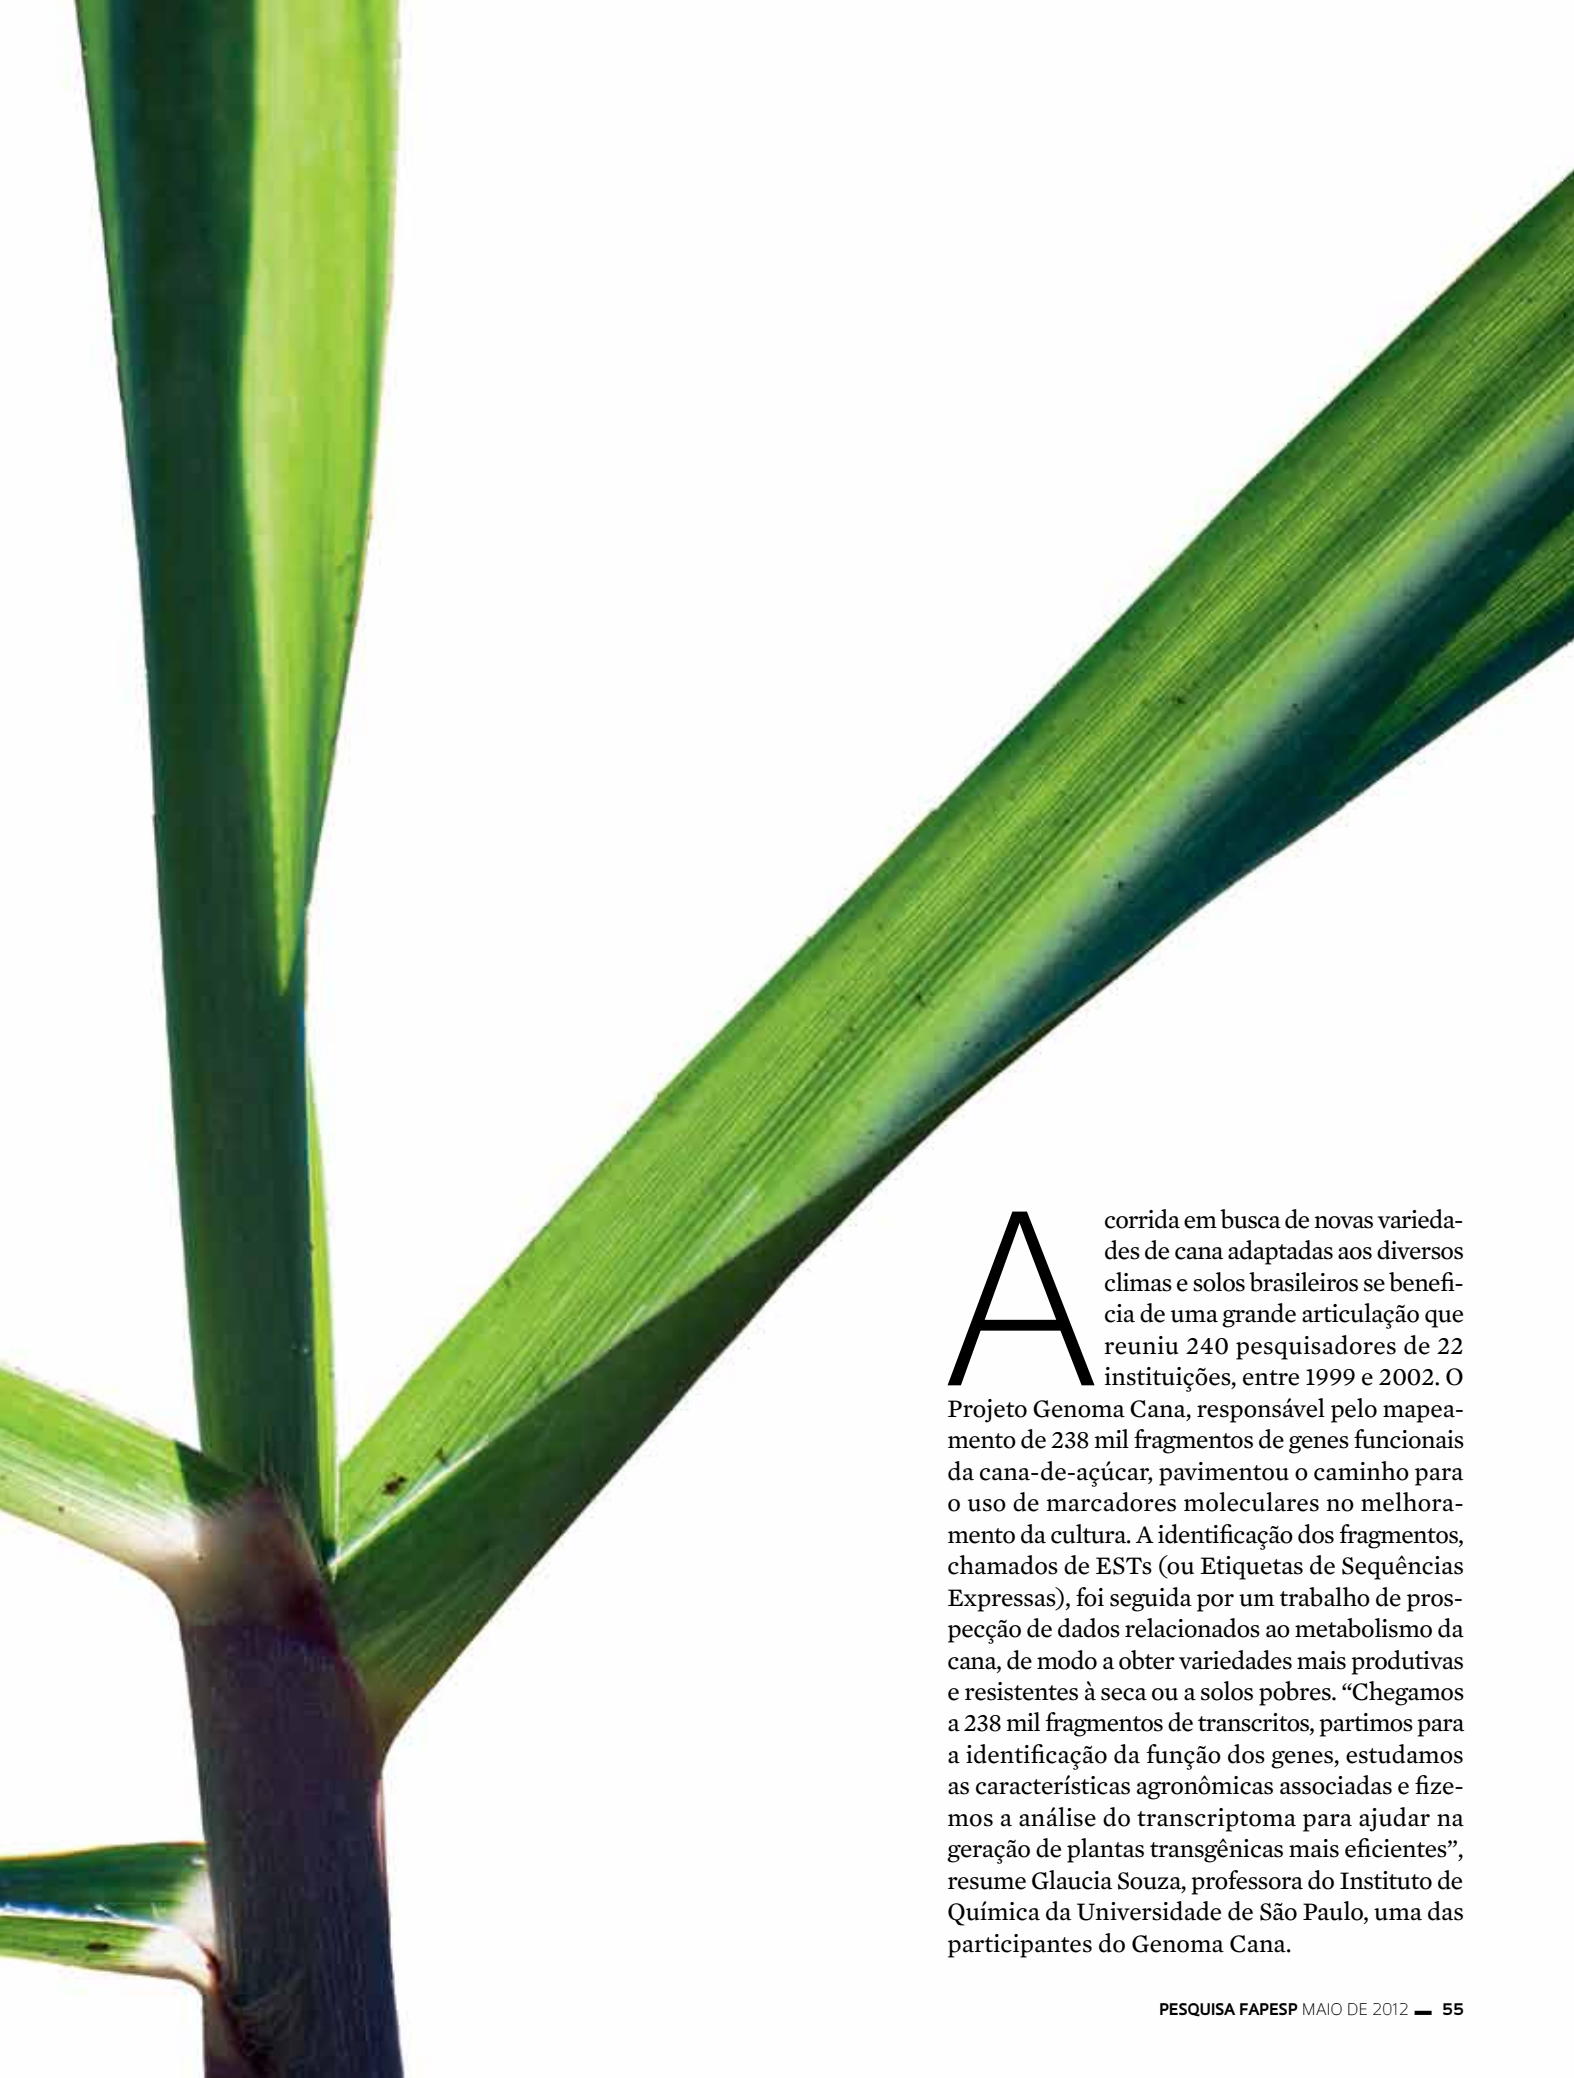 A corrida em busca de novas varieda-
des de cana adaptadas aos diversos
climas e solos brasileiros se benefi-
cia de uma grande articulação que
reuniu 240 pesquisadores de 22
instituições, entre 1999 e 2002. O
Projeto Genoma Cana, responsável pelo mapea-
mento de 238 mil fragmentos de genes funcionais
da cana-de-açúcar, pavimentou o caminho para
o uso de marcadores moleculares no melhora-
mento da cultura. A identificação dos fragmentos,
chamados de ESTs (ou Etiquetas de Sequências
Expressas), foi seguida por um trabalho de pros-
pecção de dados relacionados ao metabolismo da
cana, de modo a obter variedades mais produtivas
e resistentes à seca ou a solos pobres. “Chegamos
a 238 mil fragmentos de transcritos, partimos para
a identificação da função dos genes, estudamos
as características agronômicas associadas e fize-
mos a análise do transcriptoma para ajudar na
geração de plantas transgênicas mais eficientes”,
resume Glaucia Souza, professora do Instituto de
Química da Universidade de São Paulo, uma das
participantes do Genoma Cana.
PESQUISA FAPESP MAIO DE 2012 ▬ 55